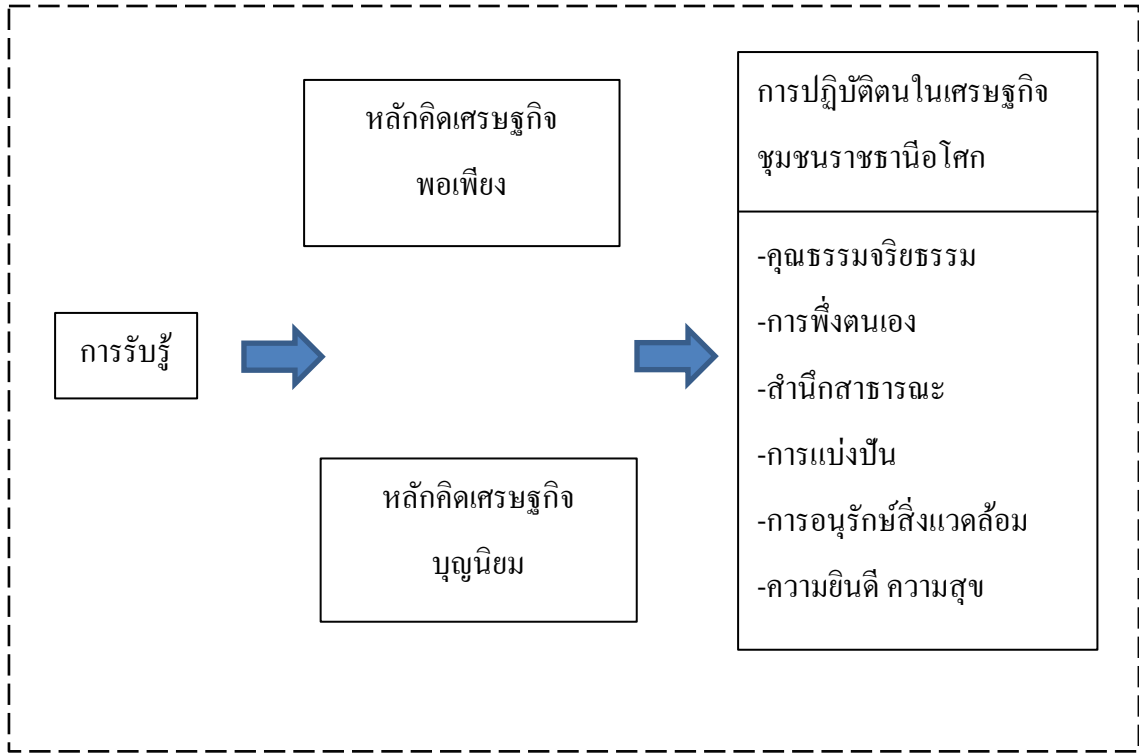 การรับรู้
หลักคิดเศรษฐกิจ
พอเพียง
หลักคิดเศรษฐกิจ
บุญนิยม
การปฏิบัติตนในเศรษฐกิจ
ชุมชนราชธานีอโศก
-คุณธรรมจริยธรรม
-การพึ่งตนเอง
-สำนึกสาธารณะ
-การแบ่งปัน
-การอนุรักษ์สิ่งแวดล้อม
-ความยินดี ความสุข